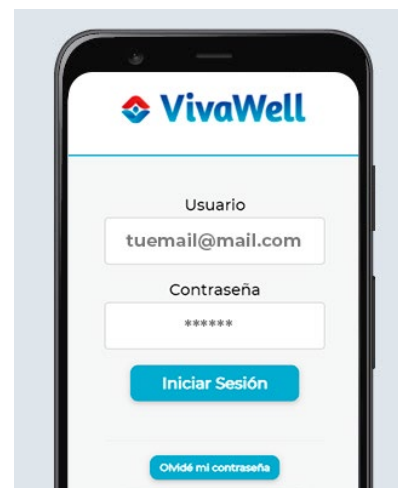 VivaWell
Usuario
tuemail@mail.com
Contraseña
******
Iniciar Sesión
Olvidé mi contraseña